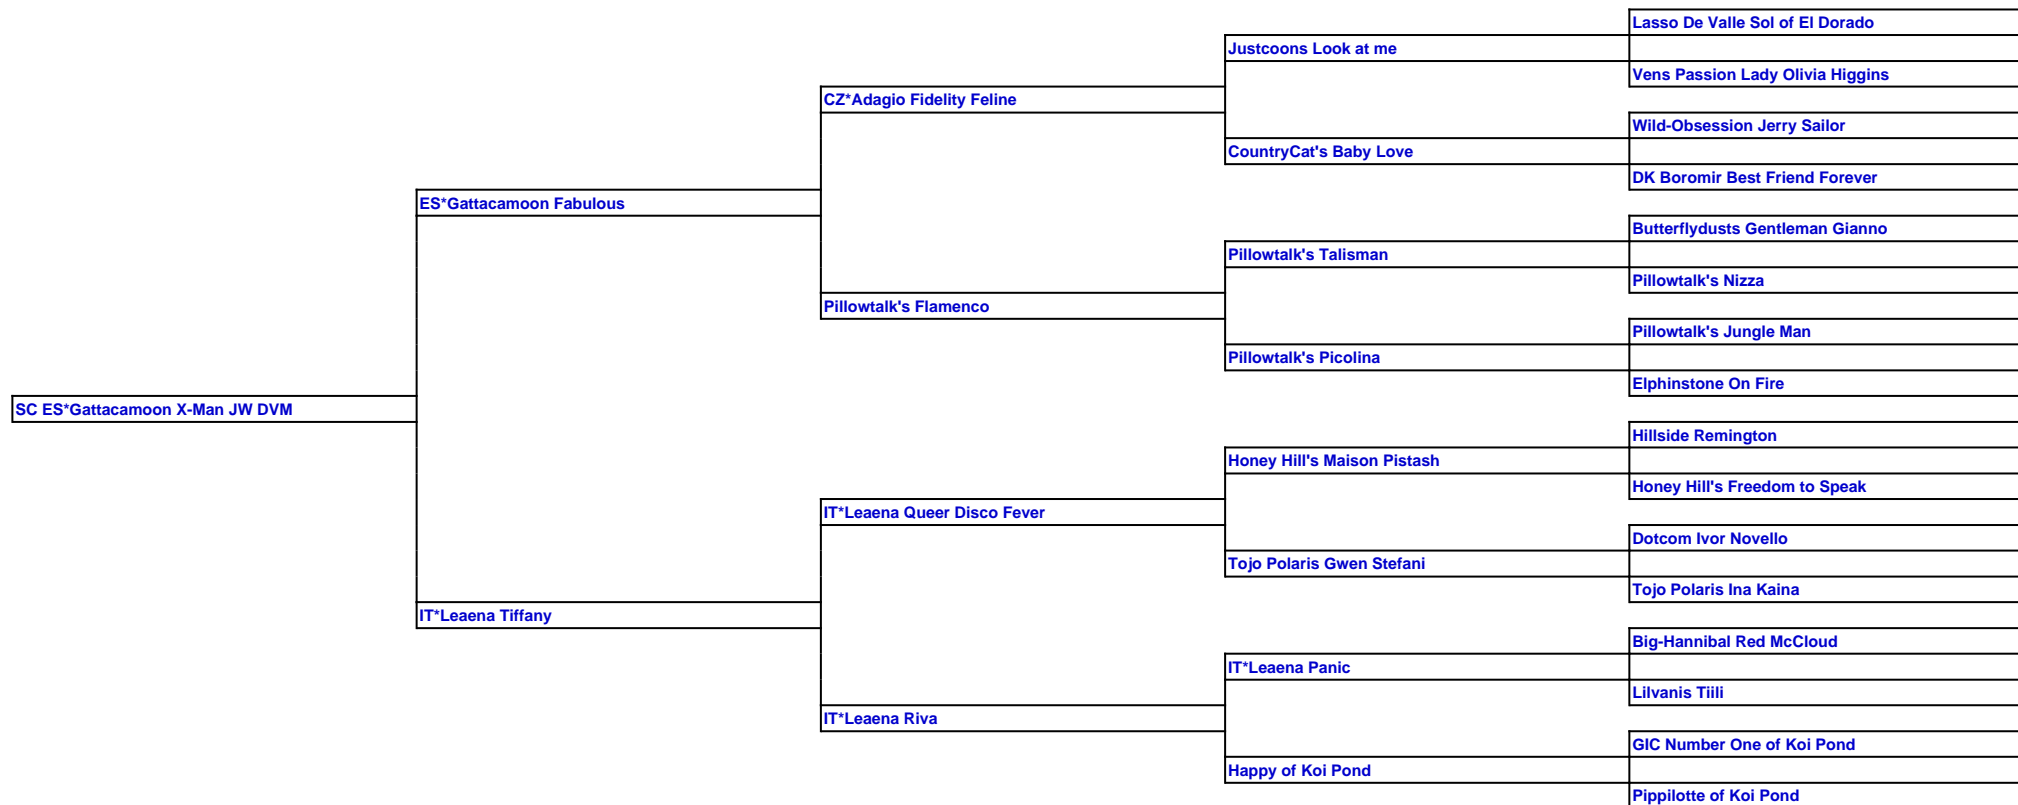 Lasso De Valle Sol of El Dorado
Justcoons Look at me
Vens Passion Lady Olivia Higgins
CZ*Adagio Fidelity Feline
Wild-Obsession Jerry Sailor
CountryCat's Baby Love
DK Boromir Best Friend Forever
ES*Gattacamoon Fabulous
Butterflydusts Gentleman Gianno
Pillowtalk's Talisman
Pillowtalk's Nizza
Pillowtalk's Flamenco
Pillowtalk's Jungle Man
Pillowtalk's Picolina
Elphinstone On Fire
SC ES*Gattacamoon X-Man JW DVM
Hillside Remington
Honey Hill's Maison Pistash
Honey Hill's Freedom to Speak
IT*Leaena Queer Disco Fever
Dotcom Ivor Novello
Tojo Polaris Gwen Stefani
Tojo Polaris Ina Kaina
IT*Leaena Tiffany
Big-Hannibal Red McCloud
IT*Leaena Panic
Lilvanis Tiili
IT*Leaena Riva
GIC Number One of Koi Pond
Happy of Koi Pond
Pippilotte of Koi Pond